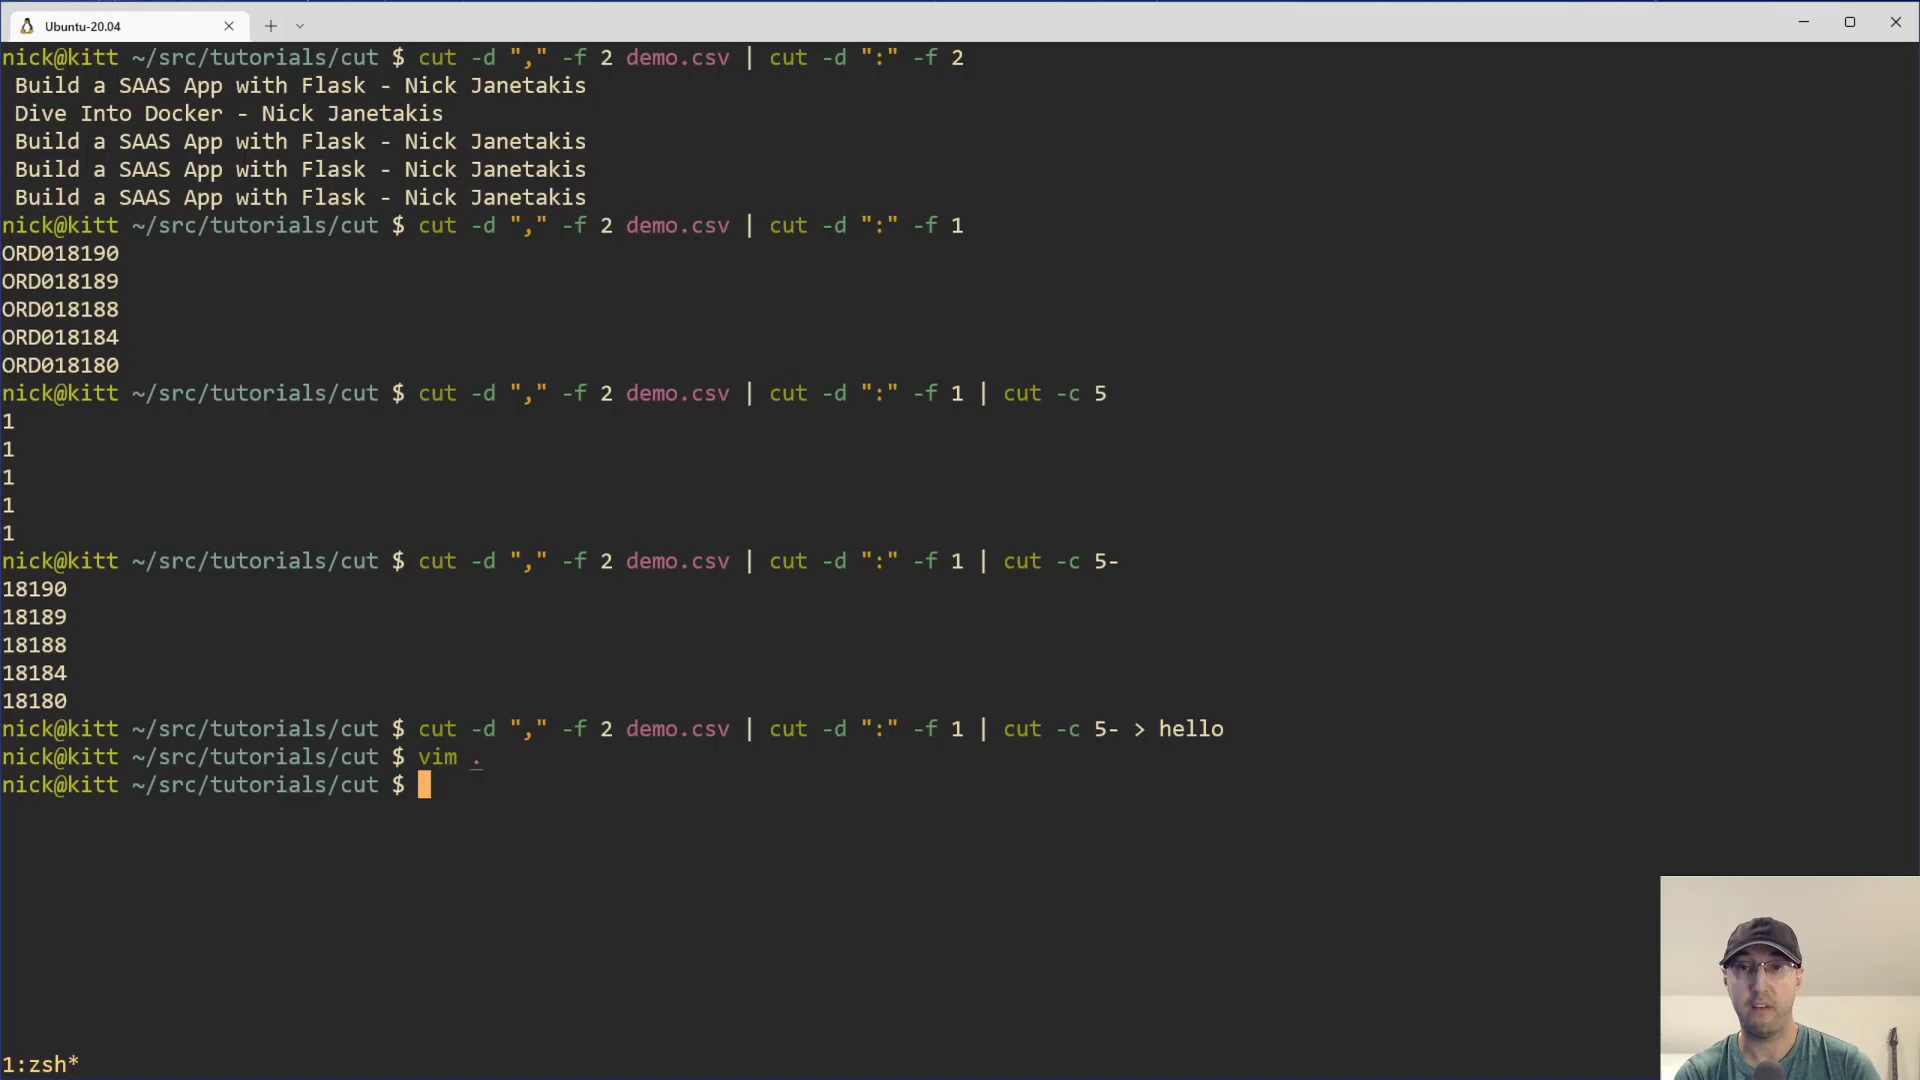 Ubuntu-20.04
nick@kitt ~/src/tutorials/cut $ cut -d "," -f 2 demo.csv | cut -d ":" -f 2
Build a SAAS App with Flask - Nick Janetakis
Dive Into Docker - Nick Janetakis
Build a SAAS App with Flask - Nick Janetakis
Build a SAAS App with Flask - Nick Janetakis
Build a SAAS App with Flask - Nick Janetakis
nick@kitt ~/src/tutorials/cut $ cut -d "," -f 2 demo.csv | cut -d ":" -f 1
ORD018190
ORD018189
ORD018188
ORD018184
ORD018180
nick@kitt ~/src/tutorials/cut $ cut -d "," -f 2 demo.csv | cut -d ":" -f 1 | cut -c 5
1
1
1
1
1
nick@kitt ~/src/tutorials/cut $ cut -d "," -f 2 demo.csv | cut -d ":" -f 1 | cut -c 5-
18190
18189
18188
18184
18180
nick@kitt ~/src/tutorials/cut $ cut -d "," -f 2 demo.csv | cut -d ":" -f 1 | cut -c 5- > hello
nick@kitt ~/src/tutorials/cut $ vim .
nick@kitt ~/src/tutorials/cut $
1:zsh*